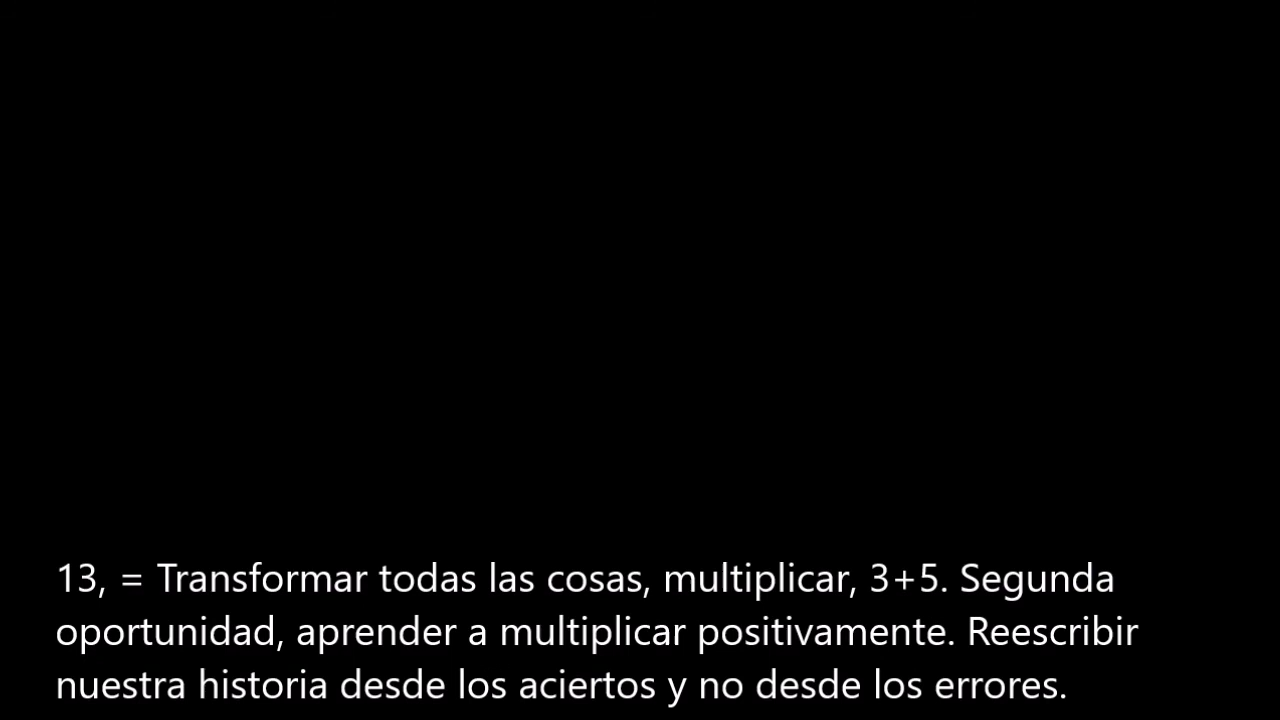 13, = Transformar todas las cosas, multiplicar, 3+5. Segunda
oportunidad, aprender a multiplicar positivamente. Reescribir
nuestra historia desde los aciertos y no desde los errores.